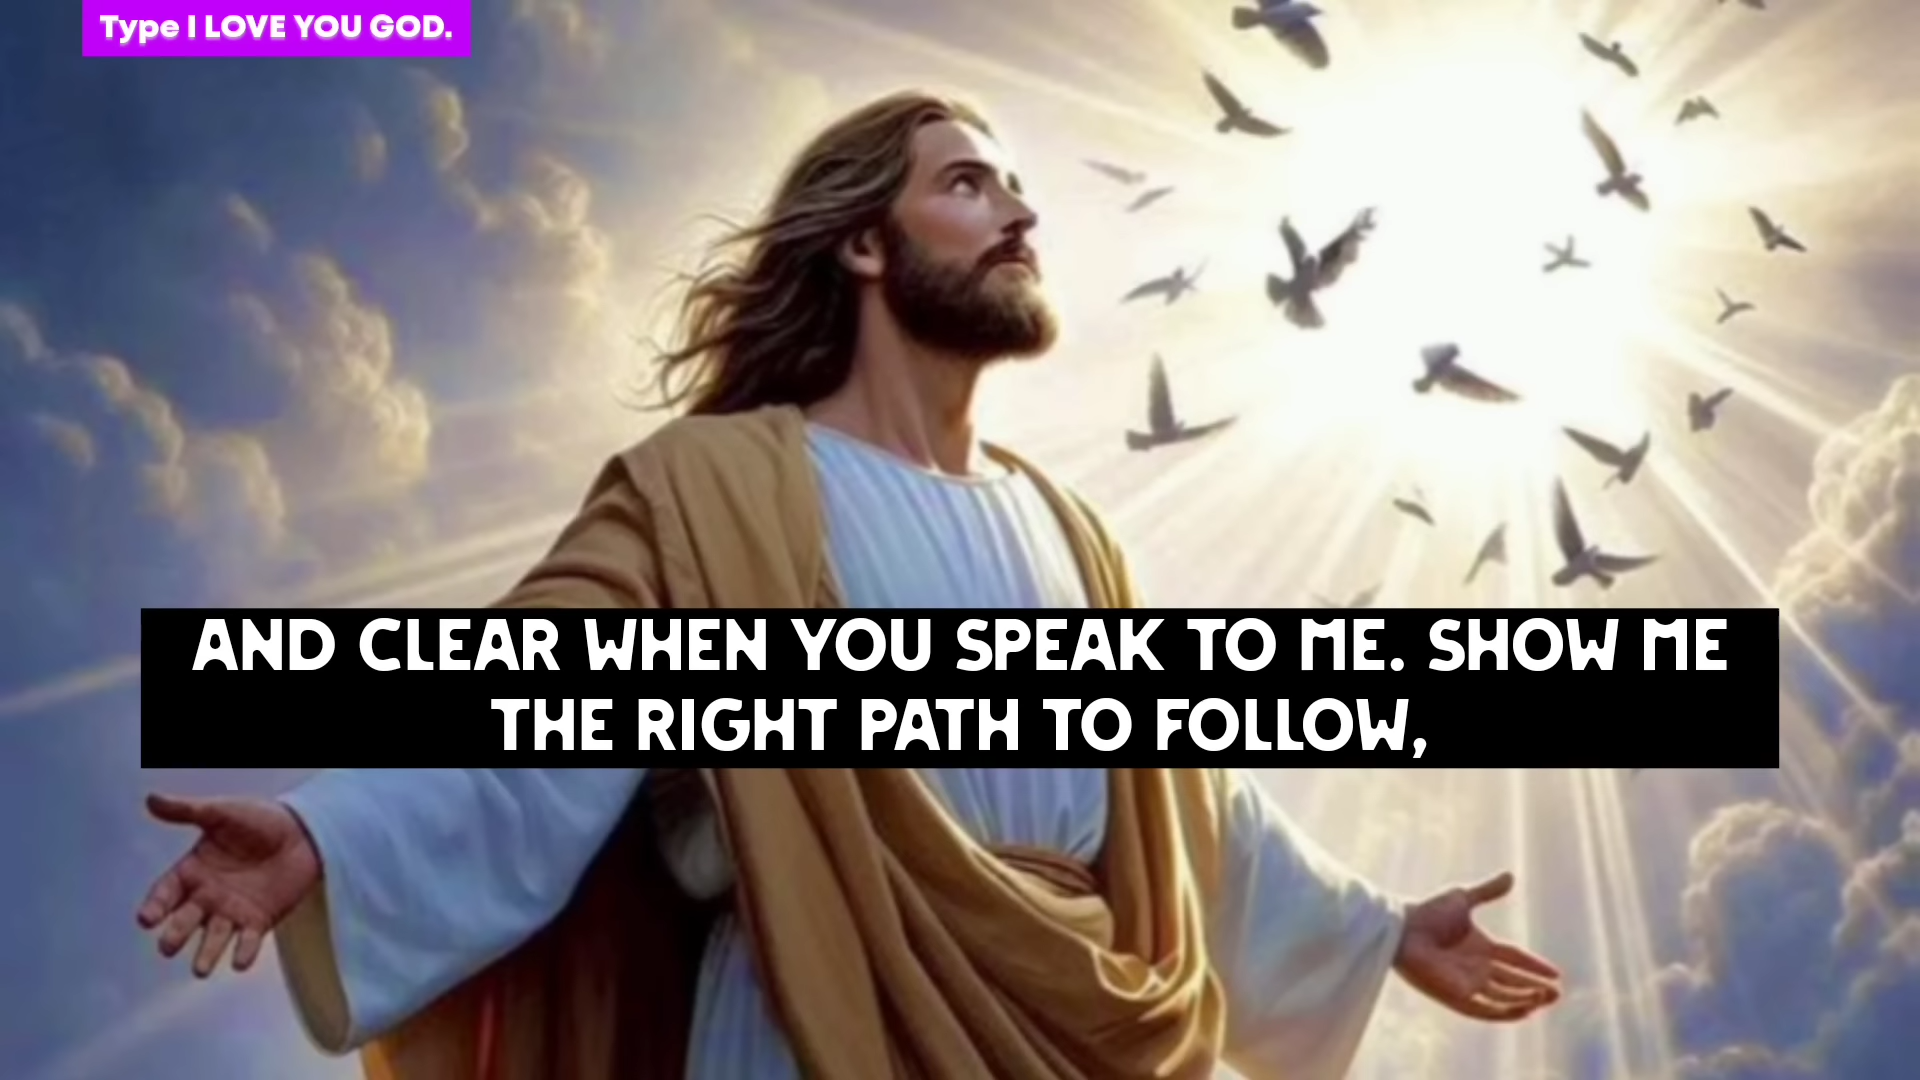 Type I LOVE YOU GOD.
AND CLEAR WHEN YOU SPEAK TO ME. SHOW ME
THE RIGHT PATH TO FOLLOW,